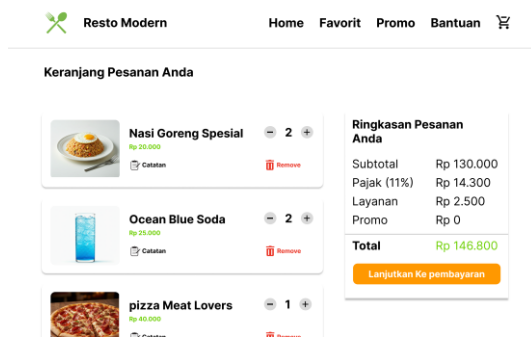 Resto Modern
Home Favorit Promo Bantuan
Keranjang Pesanan Anda
Nasi Goreng Spesial
Rp 20.000
Catatan
2
Remove
Ocean Blue Soda
Rp 25.000
Catatan
2
Remove
pizza Meat Lovers
Rp 40.000
Catatan
1
Remove
Ringkasan Pesanan
Anda
Subtotal Rp 130.000
Pajak (11%) Rp 14.300
Layanan Rp 2.500
Promo Rp 0
Total Rp 146.800
Lanjutkan Ke pembayaran